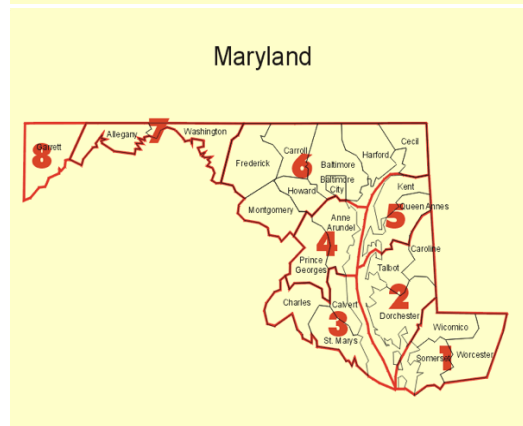 Maryland
Garrett
8
Allegany
7
Washington
Frederick
Carroll
6
Baltimore
Harford
Cecil
Baltimore
City
Howard
Montgomery
Kent
5
Queen Annes
Anne
Arundel
4
Prince
Georges
Caroline
Talbot
2
Dorchester
Charles
Calvert
3
St. Marys
Wicomico
Somerset
1
Worcester